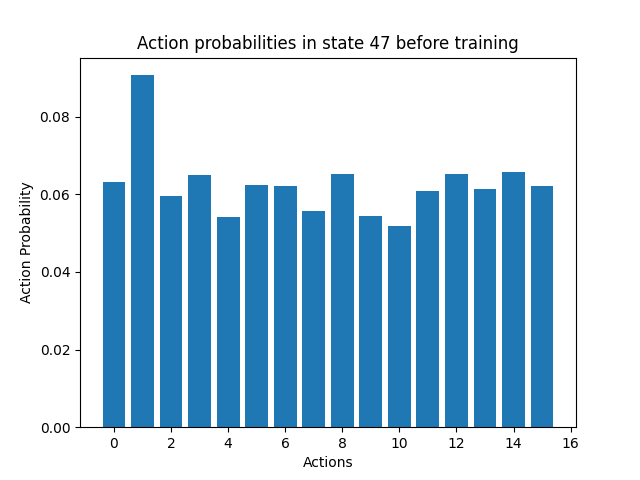 Action probabilities in state 47 before training
0.08
0.06
0.04
0.02
0.00
Action Probability
0 2 4 6 8 10 12 14 16
Actions